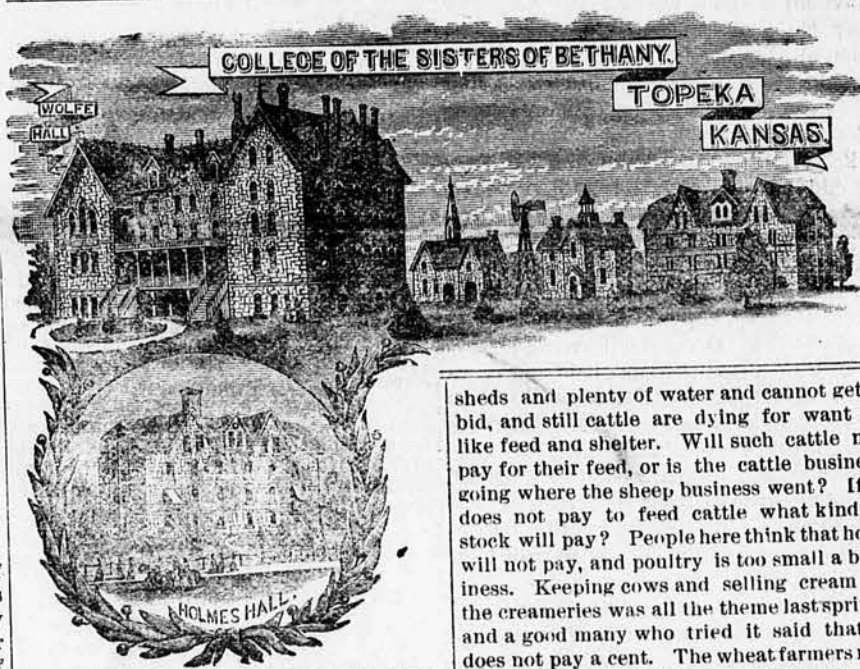 COLLEGE OF THE SISTERS OF BETHANY.
TOPEKA
KANSAS.
WOLFE
HALL
HOLMES HALL.
sheds and plenty of water and cannot get
bid, and still cattle are dying for want
like feed and shelter. Will such cattle
pay for their feed, or is the cattle
going where the sheep business went?
does not pay to feed cattle what kind
stock will pay? People here think that
will not pay, and poultry is too small a
iness. Keeping cows and selling cream
the creameries was all the theme last
and a good many who tried it said that
does not pay a cent. The wheat farmers